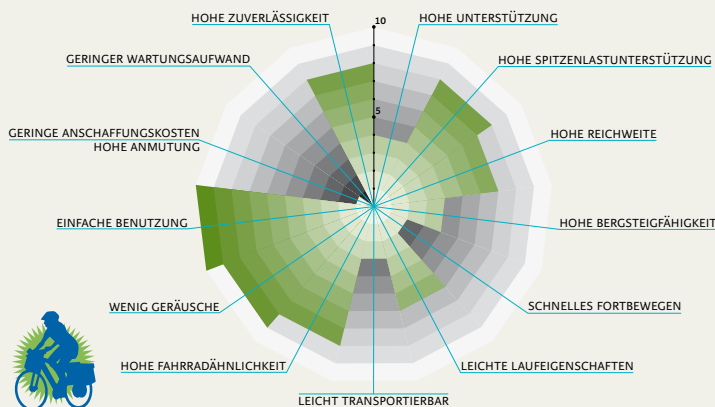 HOHE ZUVERLÄSSIGKEIT
10
HOHE UNTERSTÜTZUNG
GERINGER WARTUNGSAUFWAND
HOHE SPITZENLASTUNTERSTÜTZUNG
5
GERINGE ANSCHAFFUNGSKOSTEN
HOHE ANMUTUNG
HOHE REICHWEITE
EINFACHE BENUTZUNG
HOHE BERGSTEIGFÄHIGKEIT
WENIG GERÄUSCHE
SCHNELLES FORTBEWEGEN
HOHE FAHRRADÄHNLICHKEIT
LEICHTE LAUFEIGENSCHAFTEN
LEICHT TRANSPORTIERBAR